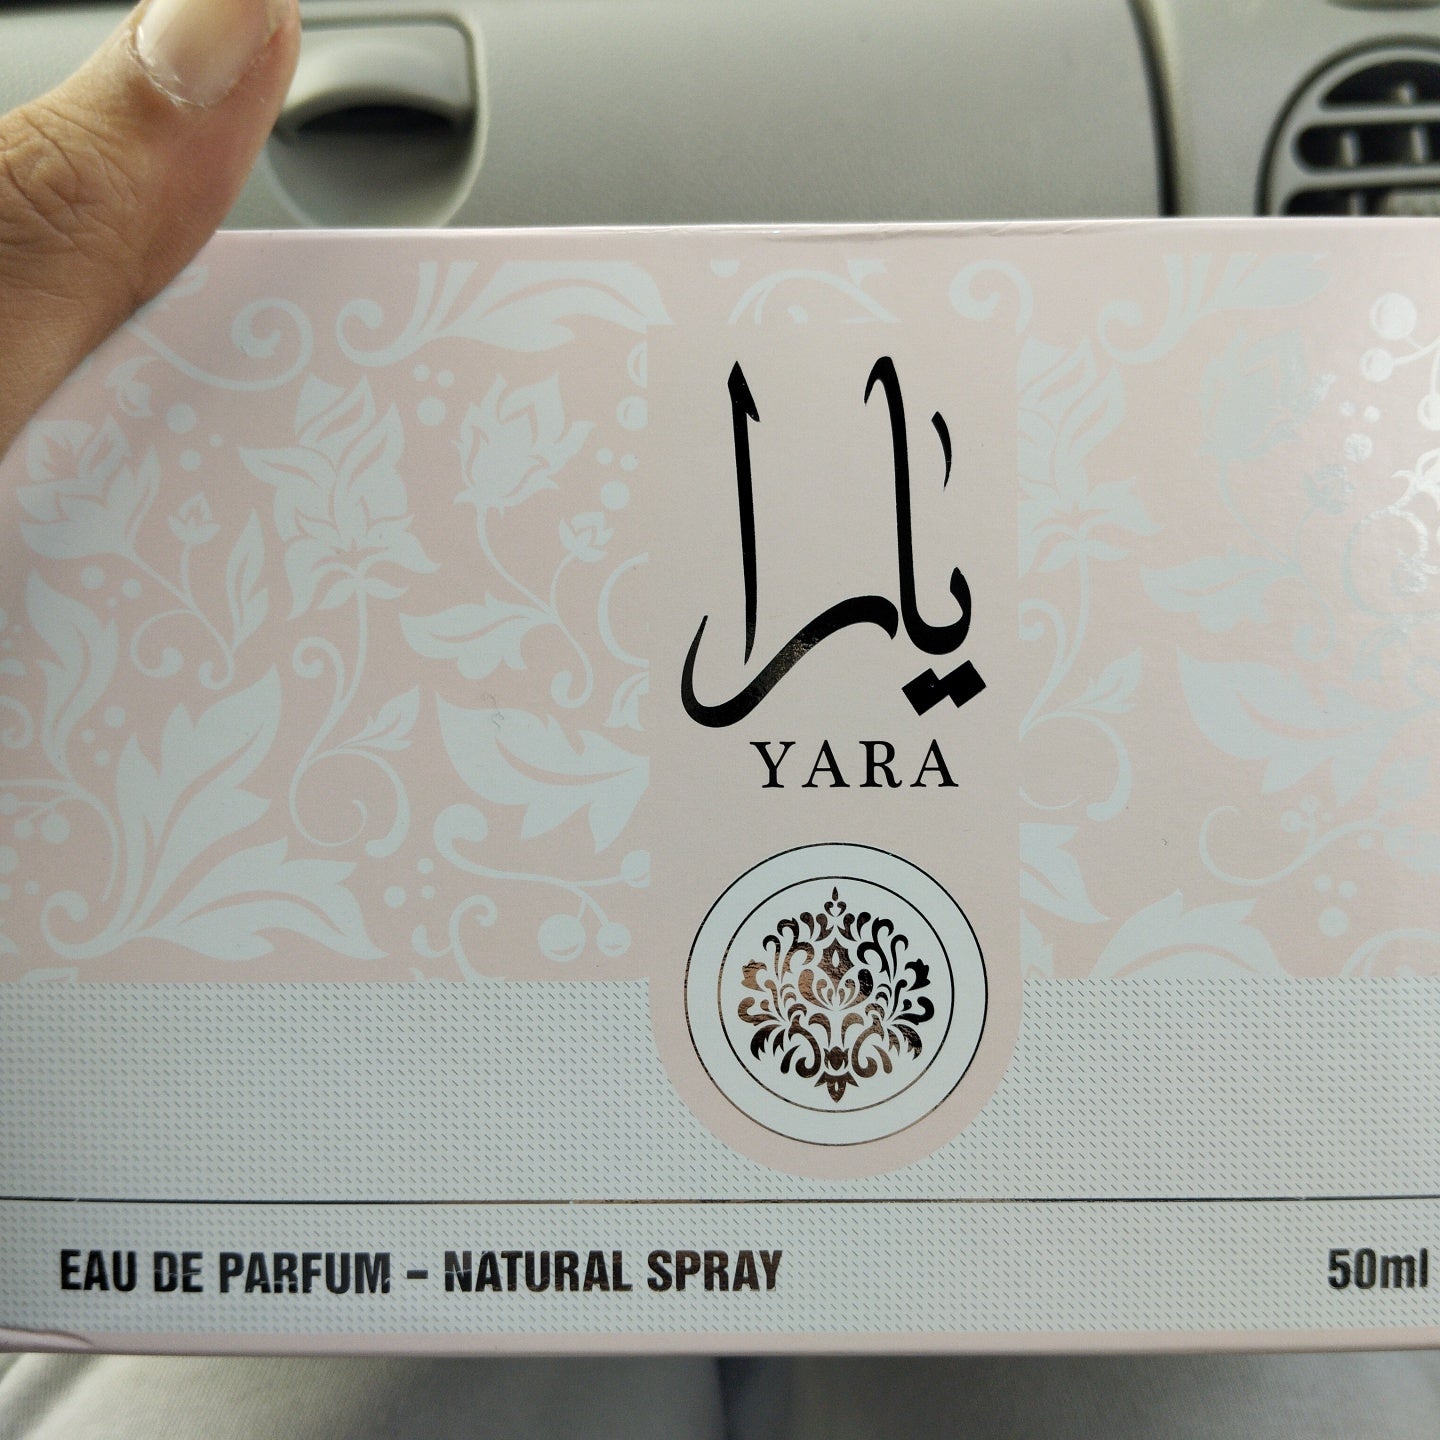 يارا
YARA
EAU DE PARFUM - NATURAL SPRAY 50ml